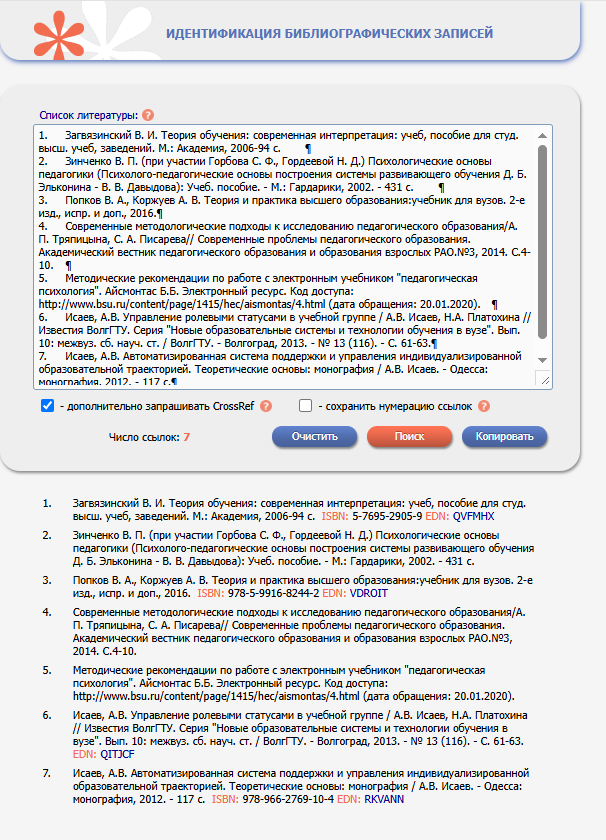 ИДЕНТИФИКАЦИЯ БИБЛИОГРАФИЧЕСКИХ ЗАПИСЕЙ
Список литературы: ?
1. Загвязинский В. И. Теория обучения: современная интерпретация: учеб, пособие для студ.
высш. учеб, заведений. М.: Академия, 2006-94 с. ¶
2. Зинченко В. П. (при участии Горбова С. Ф., Гордеевой Н. Д.) Психологические основы
педагогики (Психолого-педагогические основы построения системы развивающего обучения Д. Б.
Эльконина - В. В. Давыдова): Учеб. пособие. - М.: Гардарики, 2002. - 431 с. ¶
3. Попков В. А., Коржуев А. В. Теория и практика высшего образования:учебник для вузов. 2-е
изд., испр. и доп., 2016.¶
4. Современные методологические подходы к исследованию педагогического образования/А.
П. Тряпицына, С. А. Писарева// Современные проблемы педагогического образования.
Академический вестник педагогического образования и образования взрослых РАО.№3, 2014. С.4-
10. ¶
5. Методические рекомендации по работе с электронным учебником "педагогическая
психология". Айсмонтас Б.Б. Электронный ресурс. Код доступа:
http://www.bsu.ru/content/page/1415/hec/aismontas/4.html (дата обращения: 20.01.2020). ¶
6. Исаев, А.В. Управление ролевыми статусами в учебной группе / А.В. Исаев, Н.А. Платохина //
Известия ВолгГТУ. Серия "Новые образовательные системы и технологии обучения в вузе". Вып.
10: межвуз. сб. науч. ст. / ВолгГТУ. - Волгоград, 2013. - № 13 (116). - C. 61-63.¶
7. Исаев, А.В. Автоматизированная система поддержки и управления индивидуализированной
образовательной траекторией. Теоретические основы: монография / А.В. Исаев. - Одесса:
монография, 2012. - 117 с.¶
- дополнительно запрашивать CrossRef ? - сохранить нумерацию ссылок ?
Число ссылок: 7 Очистить Поиск Копировать
1. Загвязинский В. И. Теория обучения: современная интерпретация: учеб, пособие для студ.
высш. учеб, заведений. М.: Академия, 2006-94 с. ISBN: 5-7695-2905-9 EDN: QVFMHX
2. Зинченко В. П. (при участии Горбова С. Ф., Гордеевой Н. Д.) Психологические основы
педагогики (Психолого-педагогические основы построения системы развивающего обучения
Д. Б. Эльконина - В. В. Давыдова): Учеб. пособие. - М.: Гардарики, 2002. - 431 с.
3. Попков В. А., Коржуев А. В. Теория и практика высшего образования:учебник для вузов. 2-е
изд., испр. и доп., 2016. ISBN: 978-5-9916-8244-2 EDN: VDROIT
4. Современные методологические подходы к исследованию педагогического образования/А.
П. Тряпицына, С. А. Писарева// Современные проблемы педагогического образования.
Академический вестник педагогического образования и образования взрослых РАО.№3,
2014. С.4-10.
5. Методические рекомендации по работе с электронным учебником "педагогическая
психология". Айсмонтас Б.Б. Электронный ресурс. Код доступа:
http://www.bsu.ru/content/page/1415/hec/aismontas/4.html (дата обращения: 20.01.2020).
6. Исаев, А.В. Управление ролевыми статусами в учебной группе / А.В. Исаев, Н.А. Платохина
// Известия ВолгГТУ. Серия "Новые образовательные системы и технологии обучения в
вузе". Вып. 10: межвуз. сб. науч. ст. / ВолгГТУ. - Волгоград, 2013. - № 13 (116). - C. 61-63.
EDN: QITJCF
7. Исаев, А.В. Автоматизированная система поддержки и управления индивидуализированной
образовательной траекторией. Теоретические основы: монография / А.В. Исаев. - Одесса:
монография, 2012. - 117 с. ISBN: 978-966-2769-10-4 EDN: RKVANN